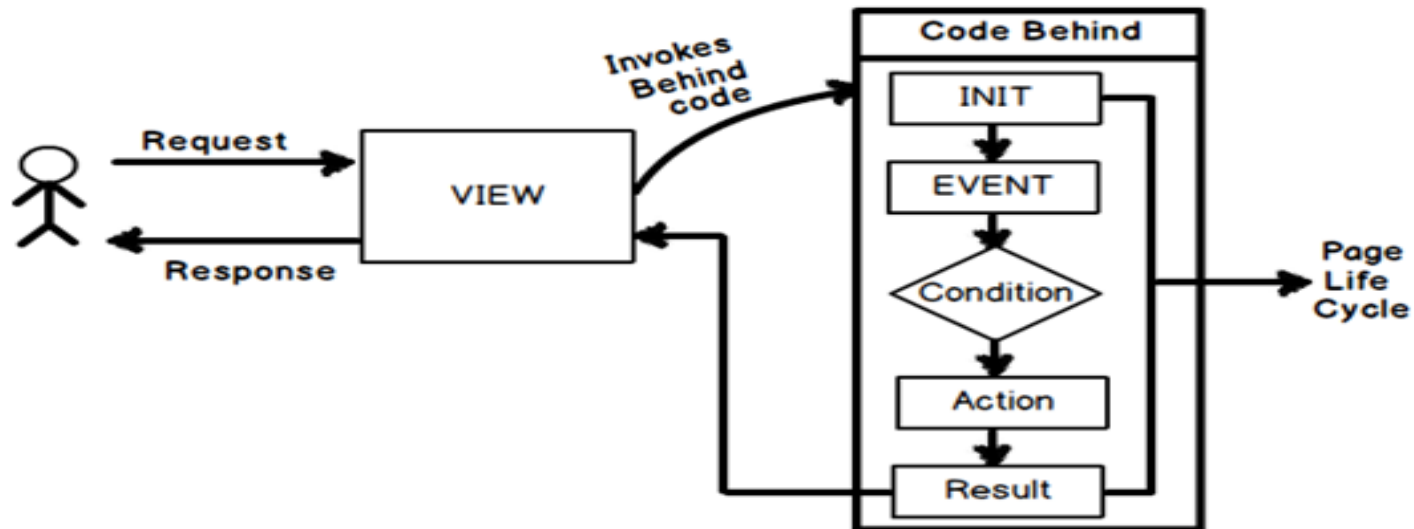 Request
Response
VIEW
Invokes
Behind
code
Code Behind
INIT
EVENT
Condition
Action
Result
Page
Life
Cycle